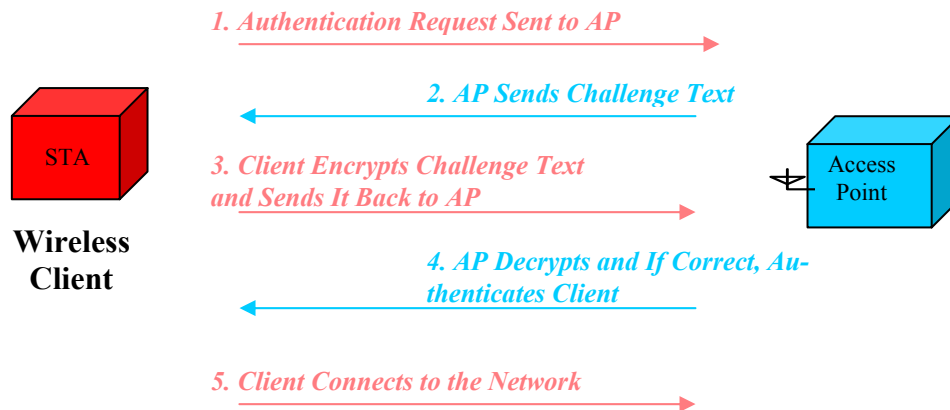 1. Authentication Request Sent to AP
2. AP Sends Challenge Text
STA
3. Client Encrypts Challenge Text
and Sends It Back to AP
Access
Point
Wireless
Client
4. AP Decrypts and If Correct, Au-
thenticates Client
5. Client Connects to the Network